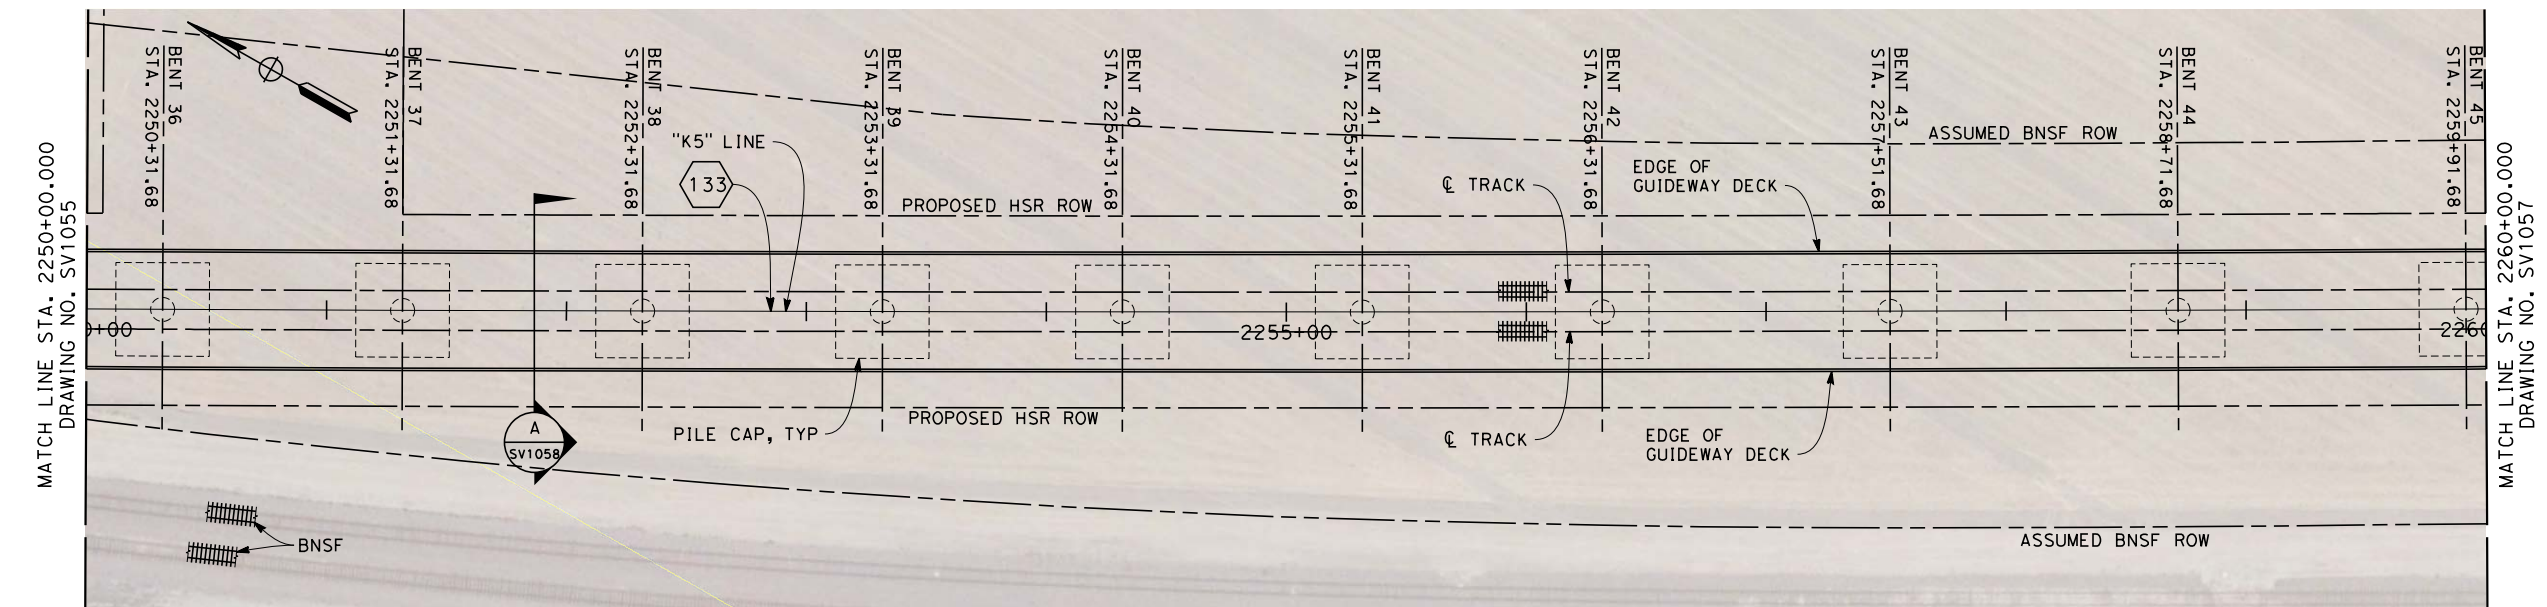 MATCH LINE STA. 2250+00.000
DRAWING NO. SV1055
BENT 36
STA. 2250+31.68
BENT 37
STA. 2251+31.68
BENT 38
STA. 2252+31.68
BENT 39
STA. 2253+31.68
BENT 40
STA. 2254+31.68
BENT 41
STA. 2255+31.68
BENT 42
STA. 2256+31.68
BENT 43
STA. 2257+51.68
BENT 44
STA. 2258+71.68
BENT 45
STA. 2259+91.68
"K5" LINE
133
PROPOSED HSR ROW
℄ TRACK
EDGE OF
GUIDEWAY DECK
ASSUMED BNSF ROW
0+00
2255+00
2260
PILE CAP, TYP
PROPOSED HSR ROW
℄ TRACK
EDGE OF
GUIDEWAY DECK
A
SV1058
BNSF
ASSUMED BNSF ROW
MATCH LINE STA. 2260+00.000
DRAWING NO. SV1057